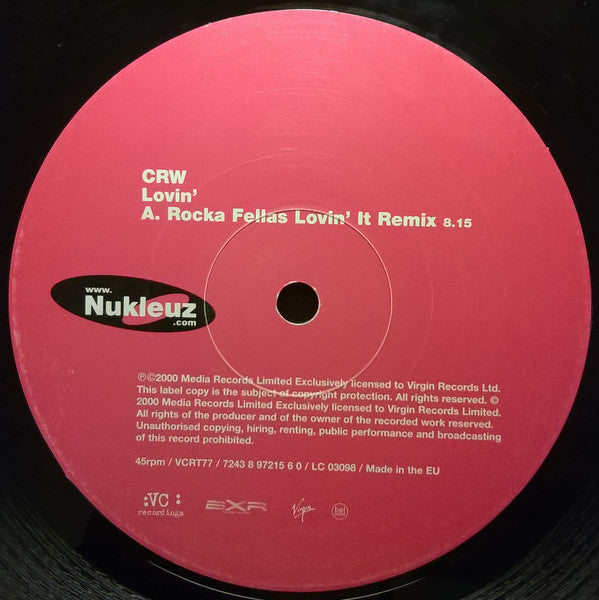 CRW
Lovin'
A. Rocka Fellas Lovin' It Remix 8.15
www.
Nukleuz
.com
℗©2000 Media Records Limited Exclusively licensed to Virgin Records Ltd.
This label copy is the subject of copyright protection. All rights reserved. ©
2000 Media Records Limited Exclusively licensed to Virgin Records Limited.
All rights of the producer and of the owner of the recorded work reserved.
Unauthorised copying, hiring, renting, public performance and broadcasting
of this record prohibited.
45rpm / VCRT77 / 7243 8 97215 6 0 / LC 03098 / Made in the EU
:VC:
recordings
BXR
Virgin